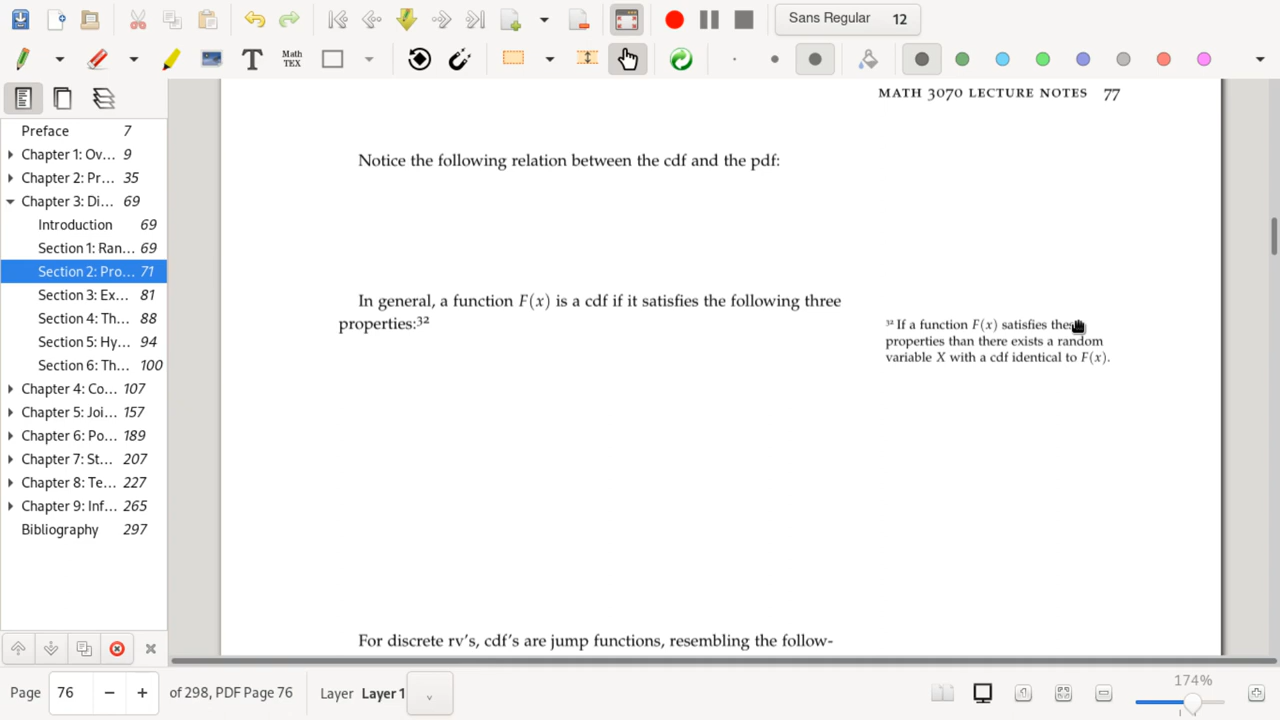 Sans Regular 12
Math
TEX
Preface 7
Chapter 1: Ov... 9
Chapter 2: Pr... 35
Chapter 3: Di... 69
Introduction 69
Section 1: Ran... 69
Section 2: Pro... 71
Section 3: Ex... 81
Section 4: Th... 88
Section 5: Hy... 94
Section 6: Th... 100
Chapter 4: Co... 107
Chapter 5: Joi... 157
Chapter 6: Po... 189
Chapter 7: St... 207
Chapter 8: Te... 227
Chapter 9: Inf... 265
Bibliography 297
MATH 3070 LECTURE NOTES 77
Notice the following relation between the cdf and the pdf:
In general, a function F(x) is a cdf if it satisfies the following three
properties:³²
³² If a function F(x) satisfies these
properties than there exists a random
variable X with a cdf identical to F(x).
For discrete rv's, cdf's are jump functions, resembling the follow-
Page 76 of 298, PDF Page 76 Layer Layer 1
174%